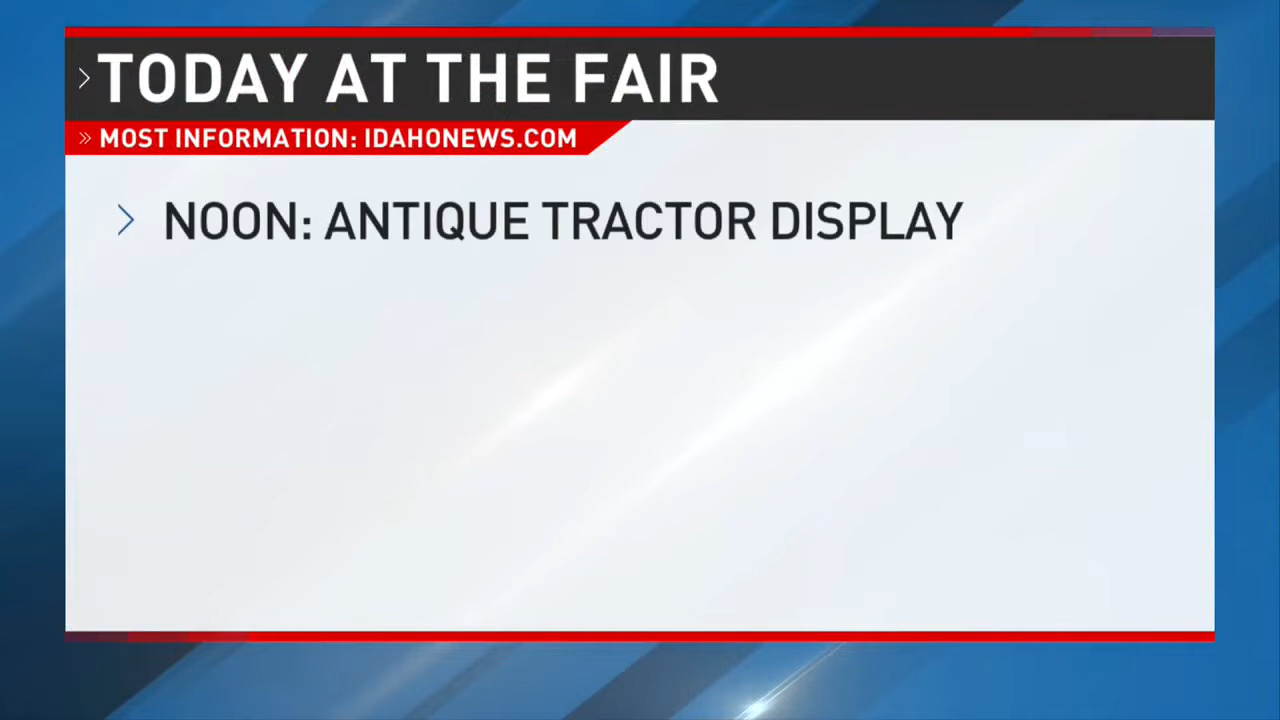 TODAY AT THE FAIR
MOST INFORMATION: IDAHONEWS.COM
NOON: ANTIQUE TRACTOR DISPLAY